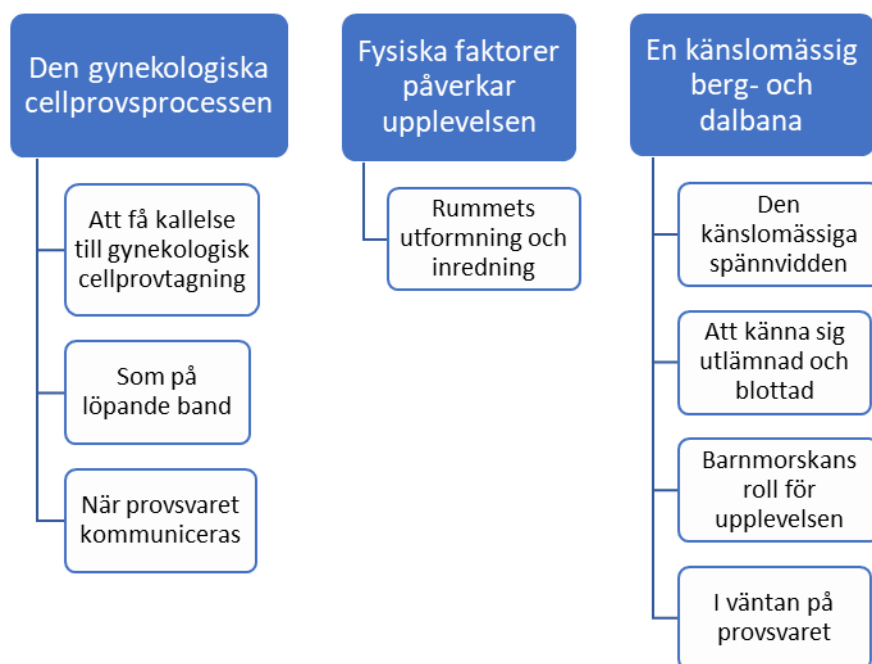 Den gynekologiska
cellprovsprocessen
Att få kallelse
till gynekologisk
cellprovtagning
Som på
löpande band
När provsvaret
kommuniceras
Fysiska faktorer
påverkar
upplevelsen
Rummets
utformning och
inredning
En känslomässig
berg- och
dalbana
Den
känslomässiga
spännvidden
Att känna sig
utlämnad och
blottad
Barnmorskans
roll för
upplevelsen
I väntan på
provsvaret